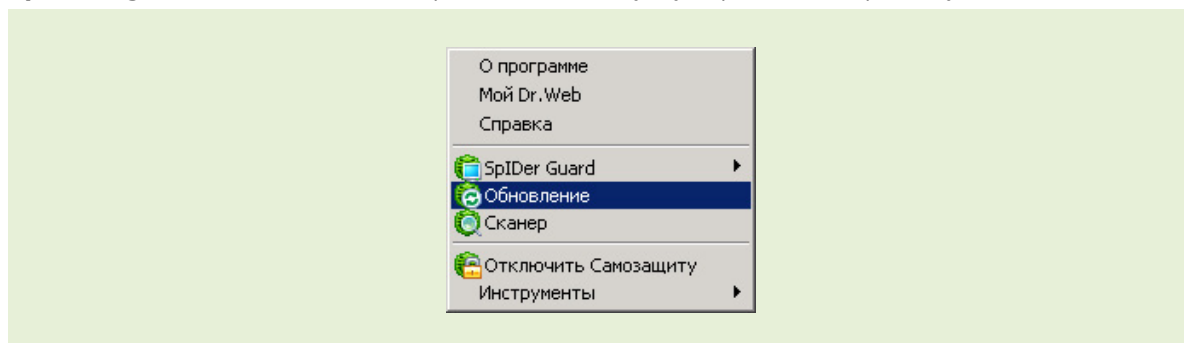 О программе
Мой Dr.Web
Справка
SpIDer Guard
Обновление
Сканер
Отключить Самозащиту
Инструменты